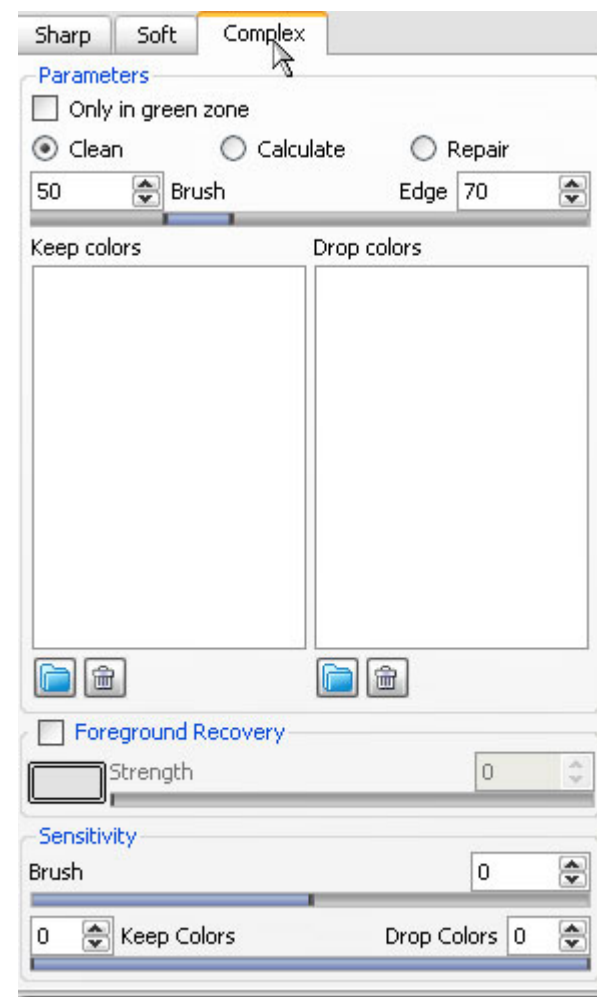 Sharp Soft Complex
Parameters
Only in green zone
Clean Calculate Repair
50 Brush Edge 70
Keep colors Drop colors
Foreground Recovery
Strength 0
Sensitivity
Brush 0
0 Keep Colors Drop Colors 0